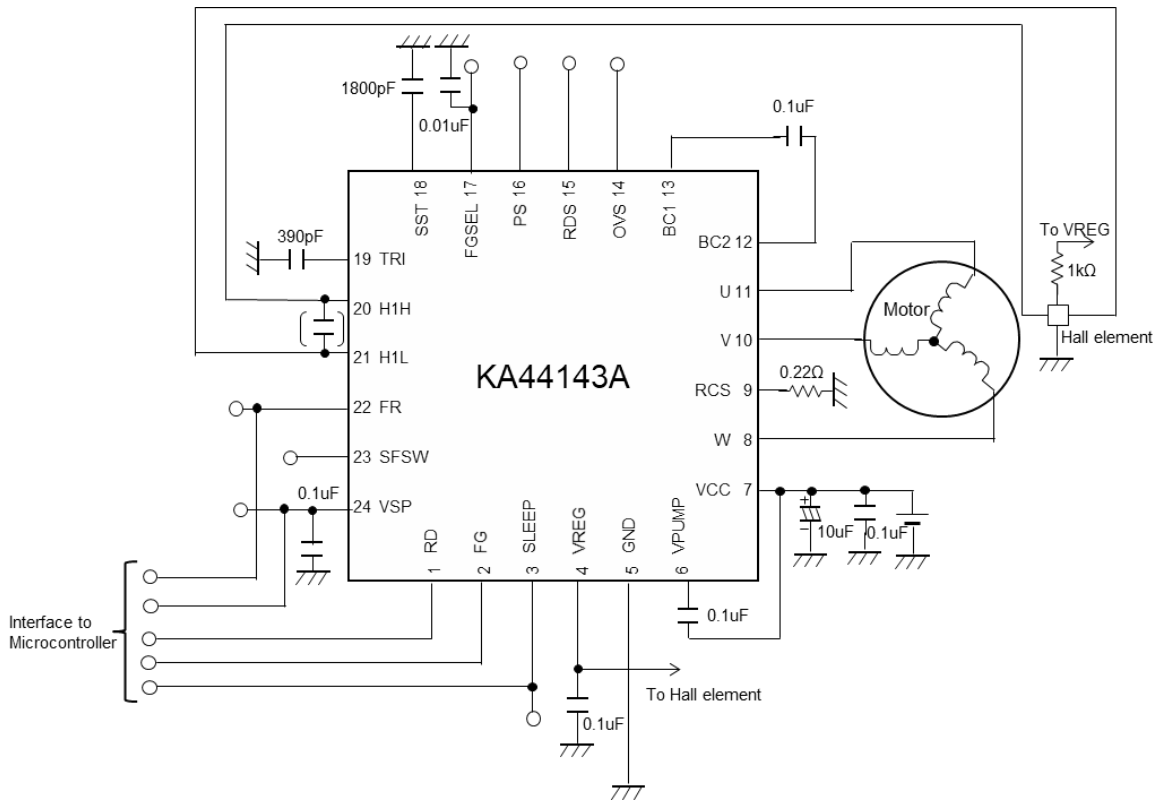 1800pF
0.01uF
0.1uF
SST 18
FGSEL 17
PS 16
RDS 15
OVS 14
BC1 13
390pF
19 TRI
20 H1H
21 H1L
22 FR
23 SFSW
0.1uF
24 VSP
BC2 12
U 11
V 10
RCS 9
W 8
VCC 7
KA44143A
Motor
0.22Ω
To VREG
1kΩ
Hall element
+
−
10uF
0.1uF
RD
1
FG
2
SLEEP
3
VREG
4
GND
5
VPUMP
6
0.1uF
Interface to
Microcontroller
To Hall element
0.1uF